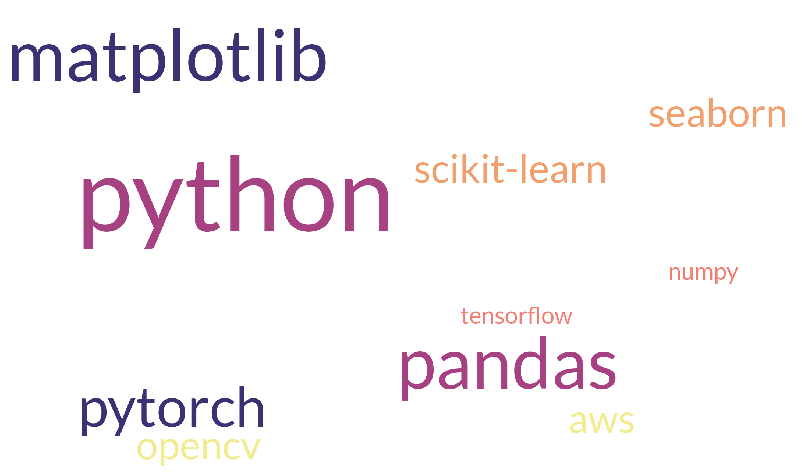 matplotlib
seaborn
scikit-learn
python
numpy
tensorflow
pandas
pytorch
aws
opencv